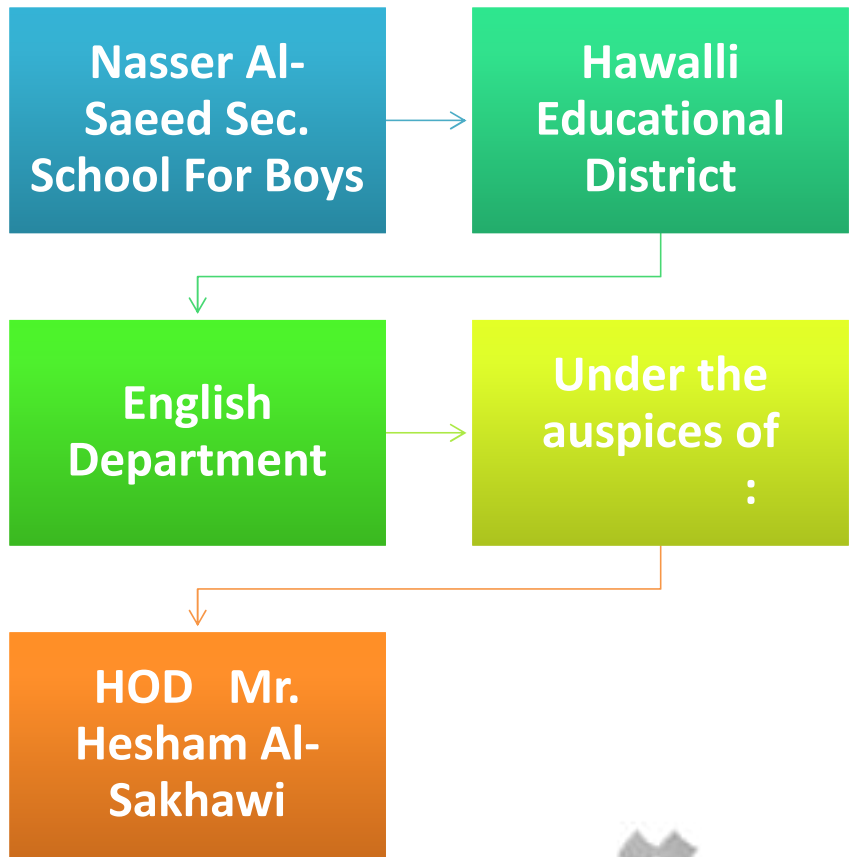 Nasser Al-
Saeed Sec.
School For Boys
Hawalli
Educational
District
English
Department
Under the
auspices of
:
HOD   Mr.
Hesham Al-
Sakhawi